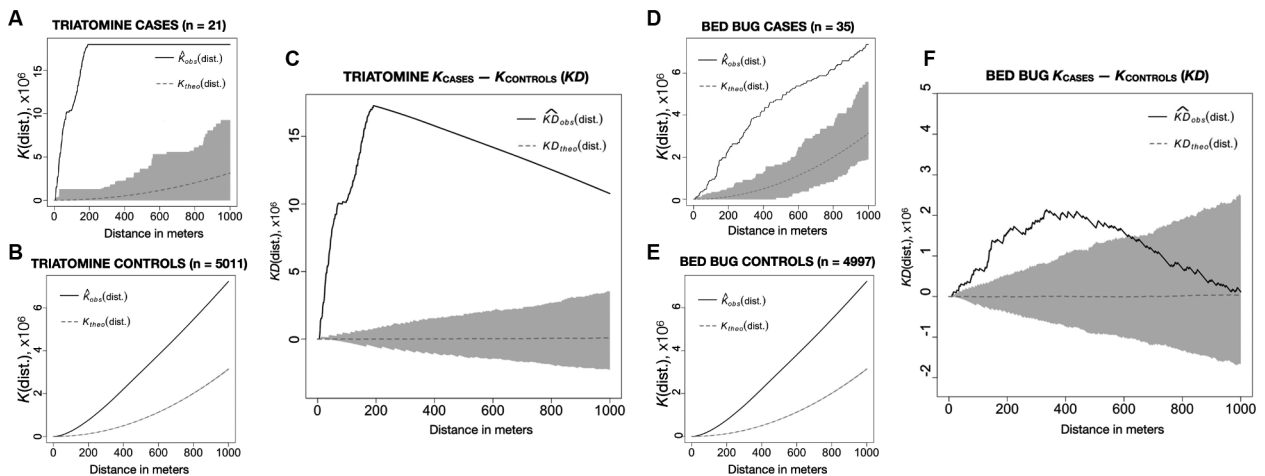 A
TRIATOMINE CASES (n = 21)
K(dist.), x10⁶
0 5 10 15
K̂obs(dist.)
Ktheo(dist.)
0 200 400 600 800 1000
Distance in meters
B
TRIATOMINE CONTROLS (n = 5011)
K(dist.), x10⁶
0 2 4 6
K̂obs(dist.)
Ktheo(dist.)
0 200 400 600 800 1000
Distance in meters
C
TRIATOMINE KCASES — KCONTROLS (KD)
KD(dist.), x10⁶
0 5 10 15
K̂Dobs(dist.)
KDtheo(dist.)
0 200 400 600 800 1000
Distance in meters
D
BED BUG CASES (n = 35)
K(dist.), x10⁶
0 2 4 6
K̂obs(dist.)
Ktheo(dist.)
0 200 400 600 800 1000
Distance in meters
E
BED BUG CONTROLS (n = 4997)
K(dist.), x10⁶
0 2 4 6
K̂obs(dist.)
Ktheo(dist.)
0 200 400 600 800 1000
Distance in meters
F
BED BUG KCASES — KCONTROLS (KD)
KD(dist.), x10⁶
-2 -1 0 1 2 3 4 5
K̂Dobs(dist.)
KDtheo(dist.)
0 200 400 600 800 1000
Distance in meters